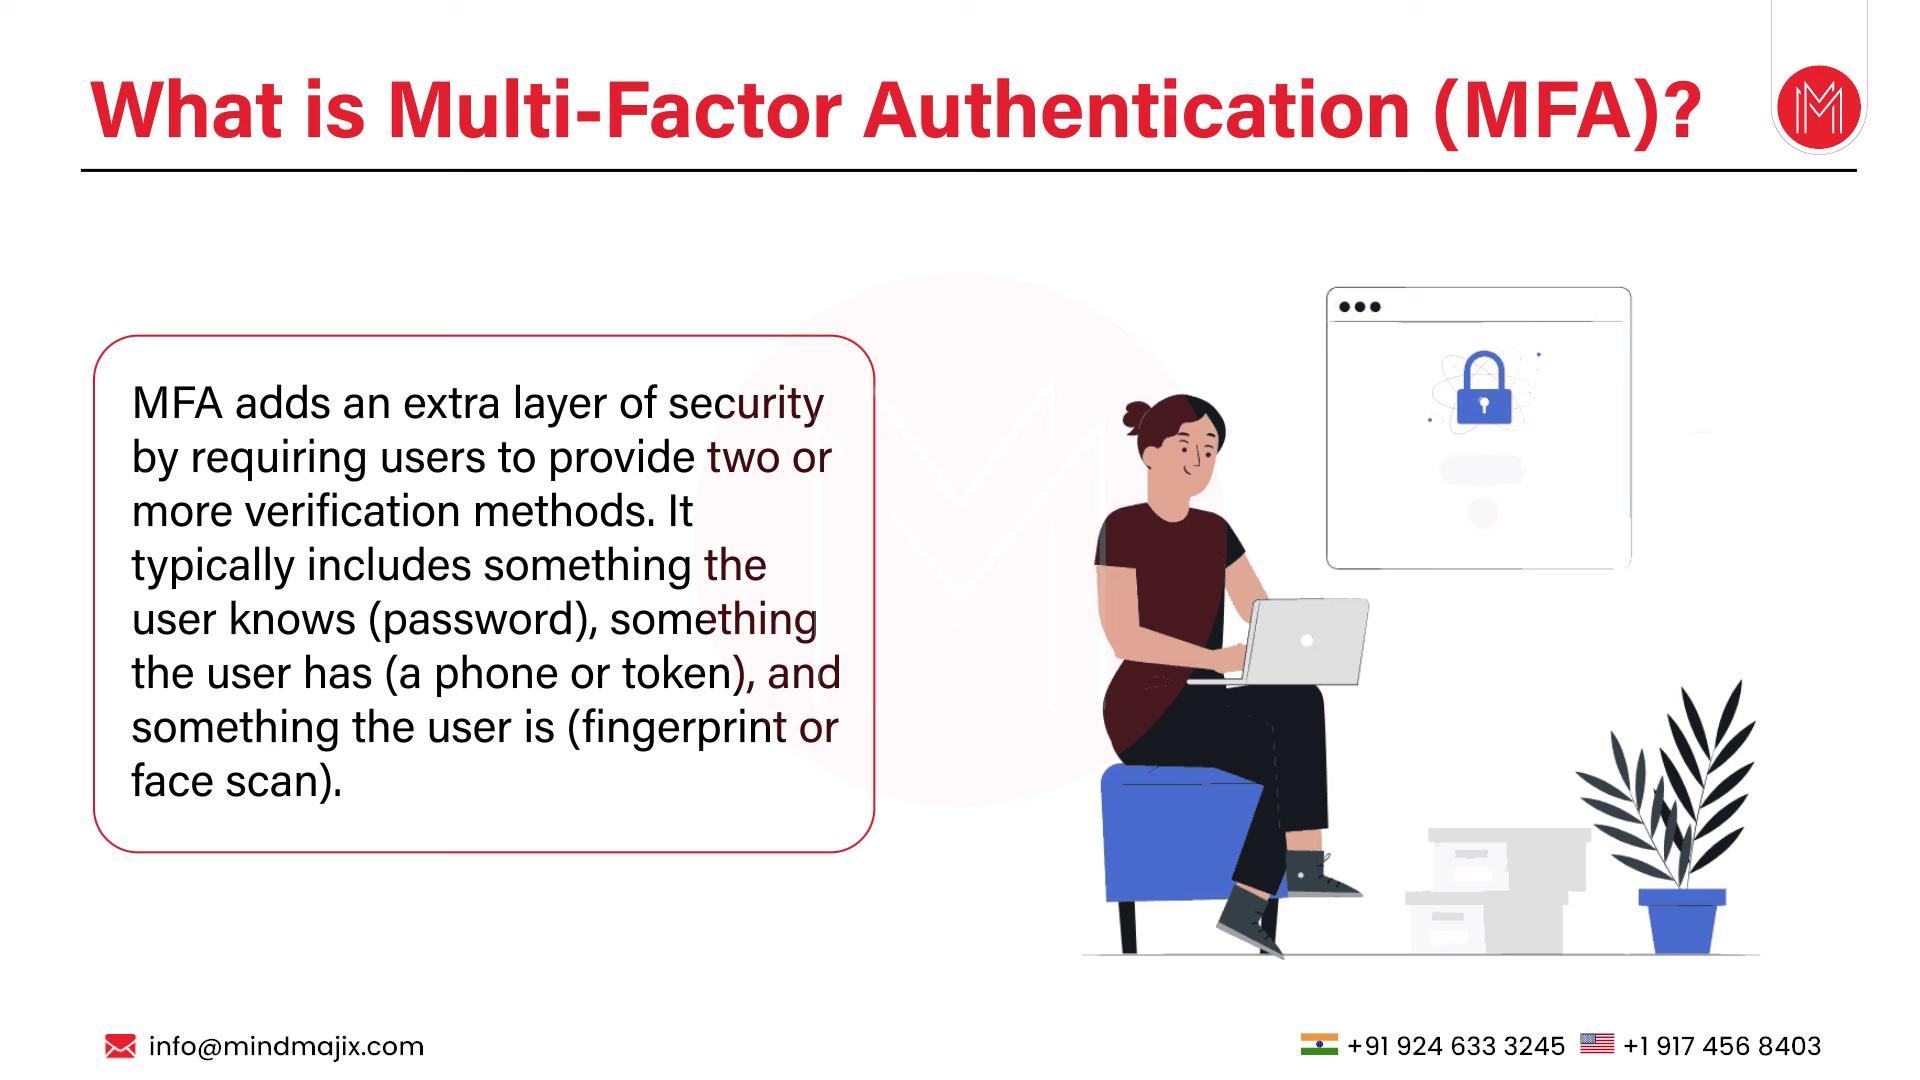 What is Multi-Factor Authentication (MFA)?
MFA adds an extra layer of security
by requiring users to provide two or
more verification methods. It
typically includes something the
user knows (password), something
the user has (a phone or token), and
something the user is (fingerprint or
face scan).
info@mindmajix.com
+91 924 633 3245
+1 917 456 8403